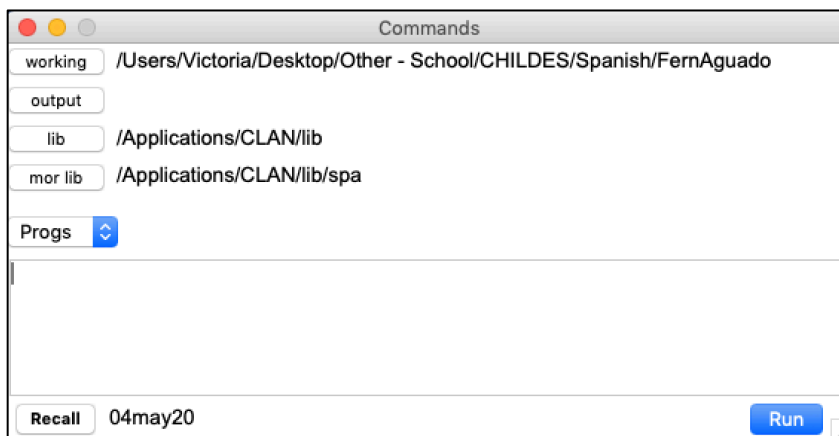 Commands
working /Users/Victoria/Desktop/Other - School/CHILDES/Spanish/FernAguado
output
lib /Applications/CLAN/lib
mor lib /Applications/CLAN/lib/spa
Progs
Recall 04may20 Run